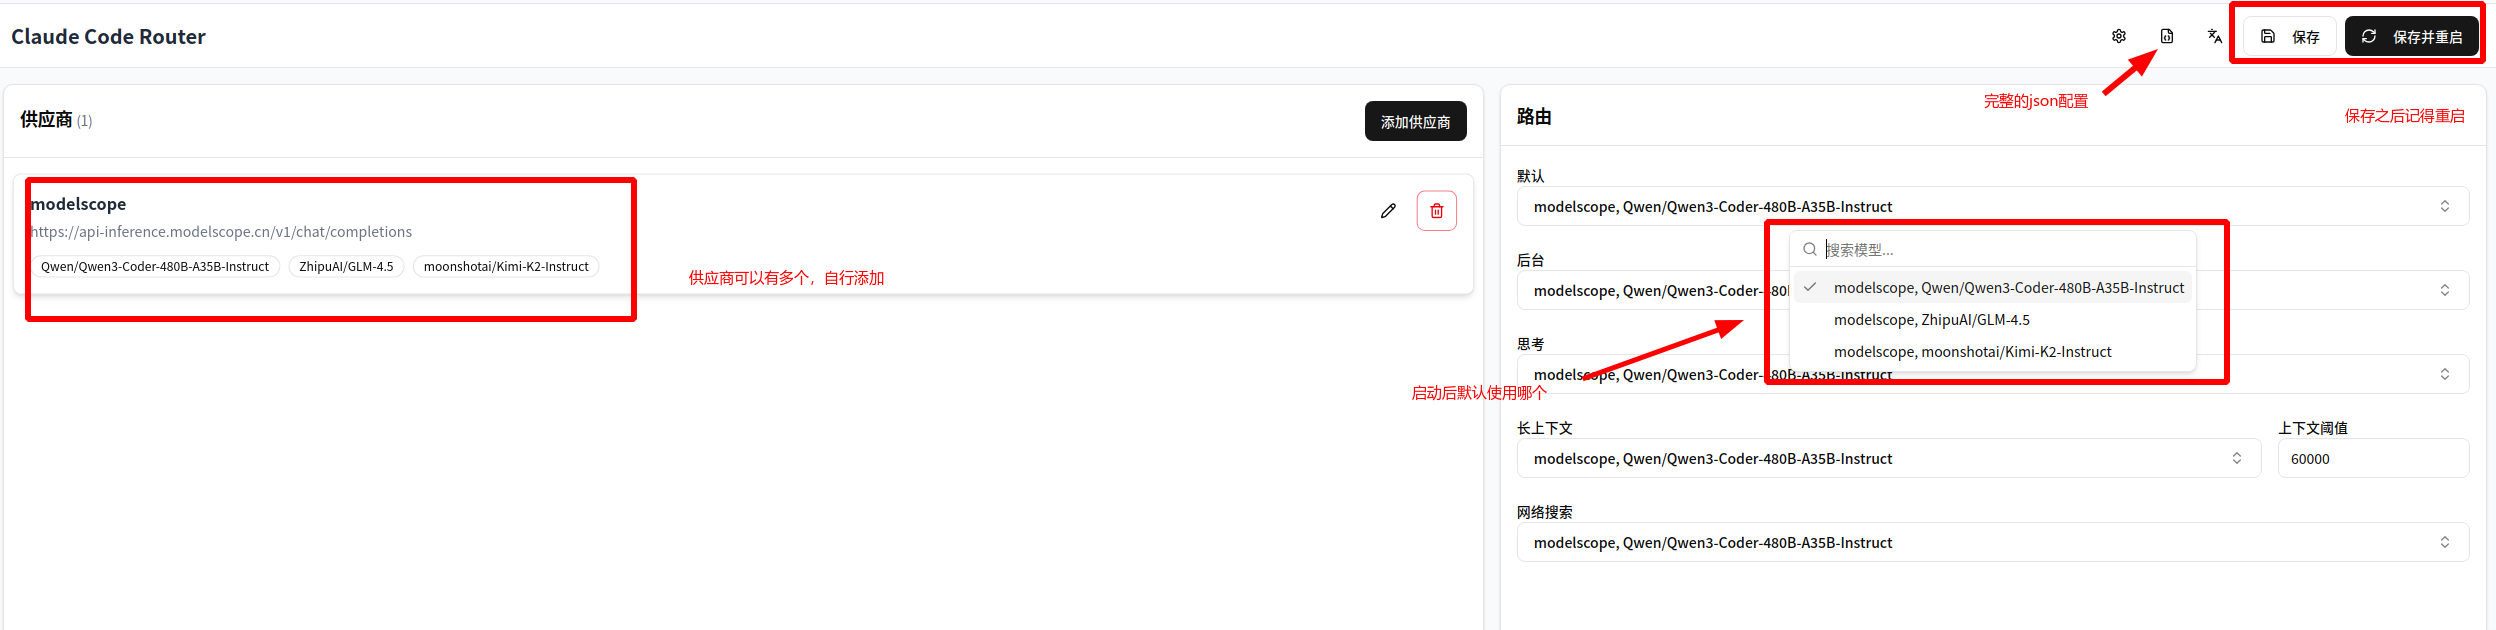 Claude Code Router
保存
保存并重启
完整的json配置
保存之后记得重启
供应商 (1)
添加供应商
modelscope
https://api-inference.modelscope.cn/v1/chat/completions
Qwen/Qwen3-Coder-480B-A35B-Instruct
ZhipuAI/GLM-4.5
moonshotai/Kimi-K2-Instruct
供应商可以有多个，自行添加
路由
默认
modelscope, Qwen/Qwen3-Coder-480B-A35B-Instruct
搜索模型...
modelscope, Qwen/Qwen3-Coder-480B-A35B-Instruct
modelscope, ZhipuAI/GLM-4.5
modelscope, moonshotai/Kimi-K2-Instruct
后台
modelscope, Qwen/Qwen3-Coder-480
思考
modelscope, Qwen/Qwen3-Coder-480B-A35B-Instruct
启动后默认使用哪个
长上下文
modelscope, Qwen/Qwen3-Coder-480B-A35B-Instruct
上下文阈值
60000
网络搜索
modelscope, Qwen/Qwen3-Coder-480B-A35B-Instruct